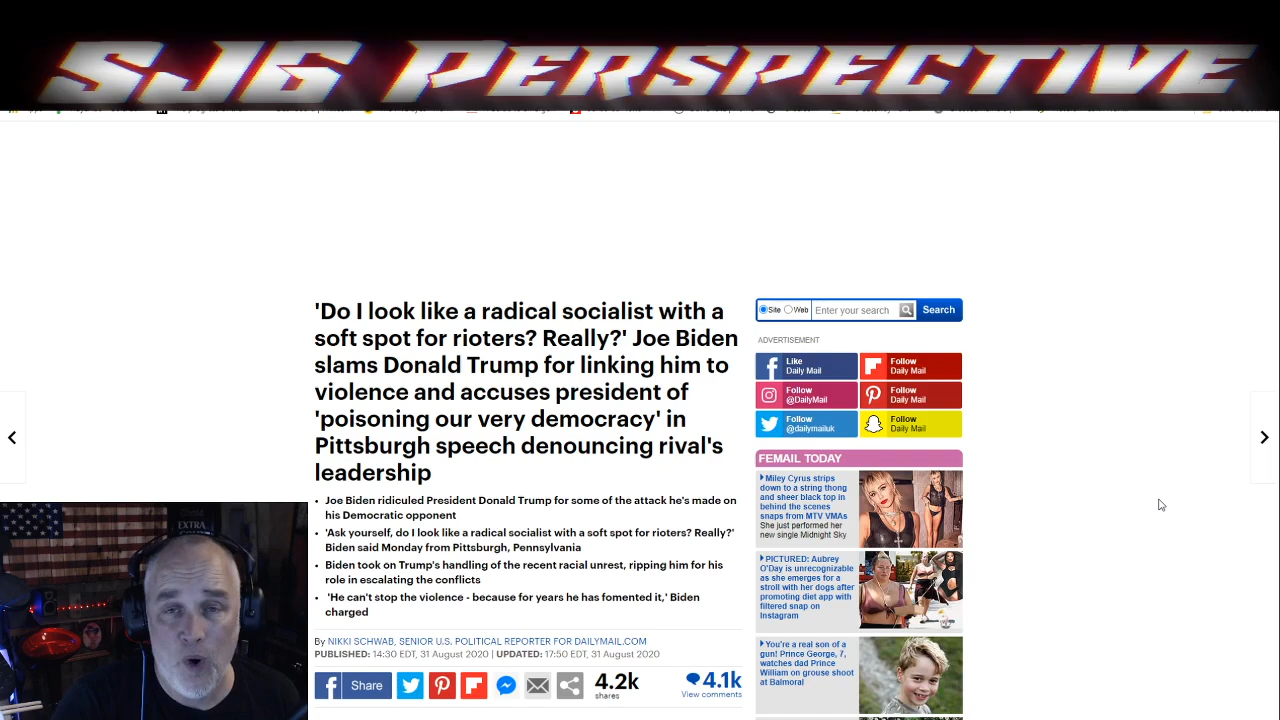 SJG PERSPECTIVE
'Do I look like a radical socialist with a
soft spot for rioters? Really?' Joe Biden
slams Donald Trump for linking him to
violence and accuses president of
'poisoning our very democracy' in
Pittsburgh speech denouncing rival's
leadership
Joe Biden ridiculed President Donald Trump for some of the attack he's made on
his Democratic opponent
'Ask yourself, do I look like a radical socialist with a soft spot for rioters? Really?'
Biden said Monday from Pittsburgh, Pennsylvania
Biden took on Trump's handling of the recent racial unrest, ripping him for his
role in escalating the conflicts
'He can't stop the violence - because for years he has fomented it,' Biden
charged
By NIKKI SCHWAB, SENIOR U.S. POLITICAL REPORTER FOR DAILYMAIL.COM
PUBLISHED: 14:30 EDT, 31 August 2020 | UPDATED: 17:50 EDT, 31 August 2020
Share
4.2k
shares
4.1k
View comments
Site Web Enter your search Search
ADVERTISEMENT
Like
Daily Mail
Follow
Daily Mail
Follow
@DailyMail
Follow
Daily Mail
Follow
@dailymailuk
Follow
Daily Mail
FEMAIL TODAY
Miley Cyrus strips
down to a string thong
and sheer black top in
behind the scenes
snaps from MTV VMAs
She just performed her
new single Midnight Sky
PICTURED: Aubrey
O'Day is unrecognizable
as she emerges for a
stroll with her dogs after
promoting diet app with
filtered snap on
Instagram
You're a real son of a
gun! Prince George, 7,
watches dad Prince
William on grouse shoot
at Balmoral
EXTRA